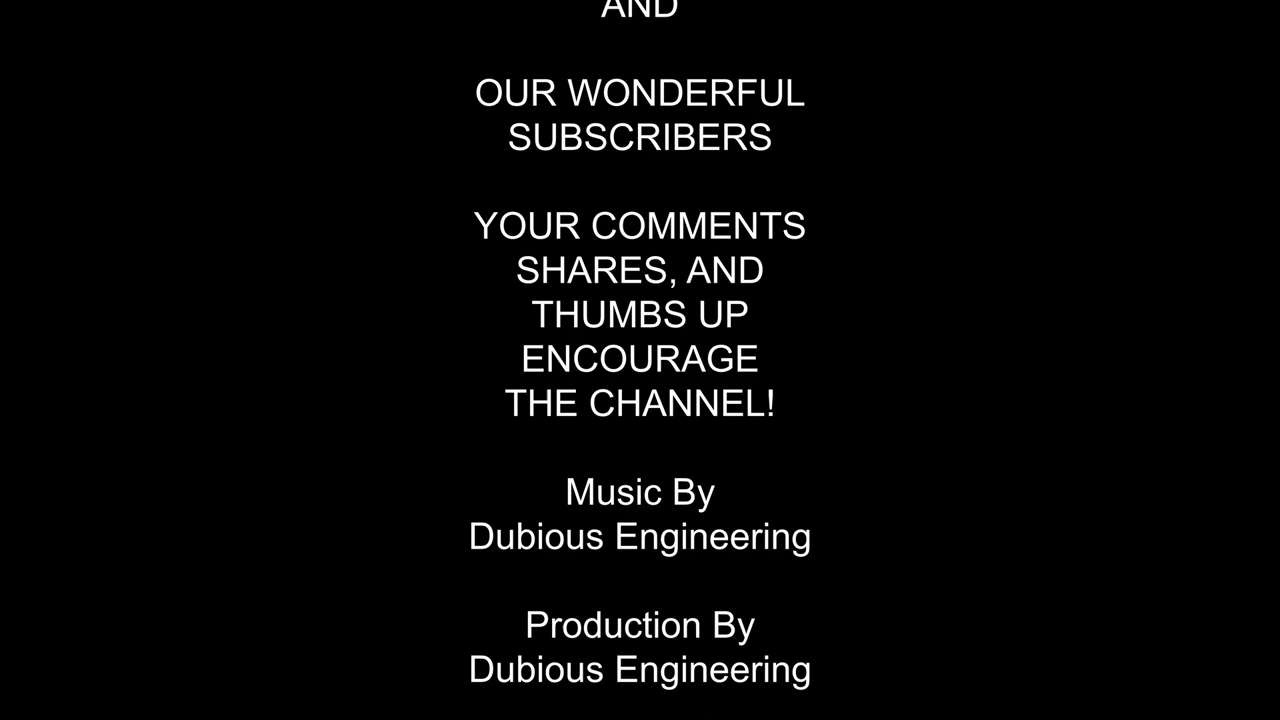 AND
OUR WONDERFUL
SUBSCRIBERS
YOUR COMMENTS
SHARES, AND
THUMBS UP
ENCOURAGE
THE CHANNEL!
Music By
Dubious Engineering
Production By
Dubious Engineering